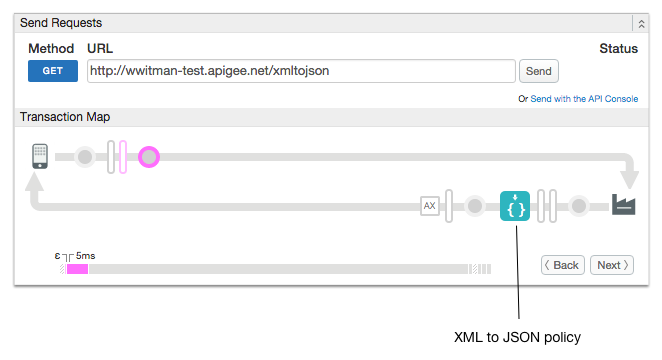 Send Requests
Method URL Status
GET http://wwitman-test.apigee.net/xmltojson Send
Or Send with the API Console
Transaction Map
AX { }
ε 5ms
Back Next
XML to JSON policy